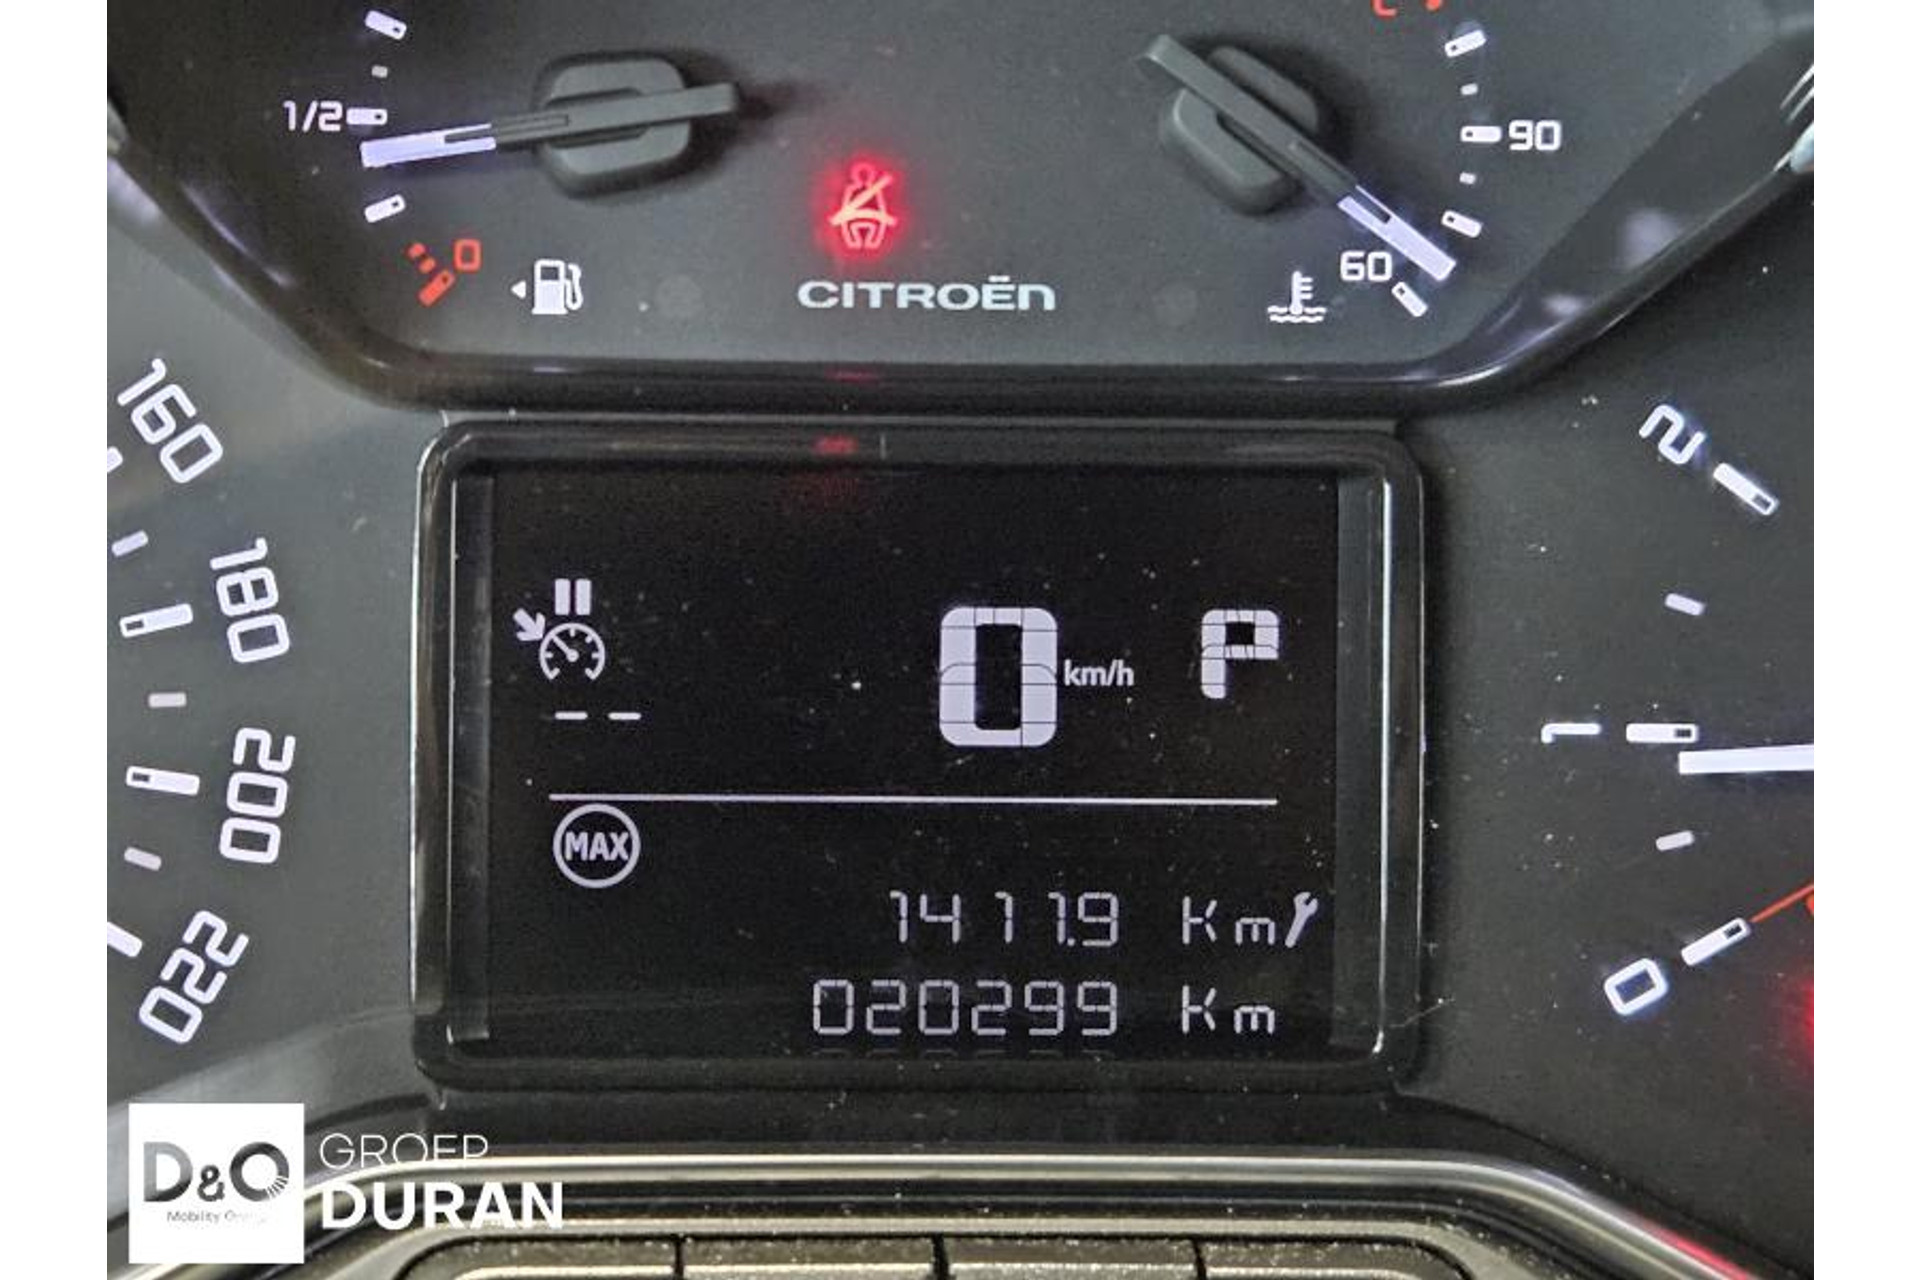 1/2
90
0
60
CITROËN
160
180
200
220
2
1
0
0 km/h P
-- --
MAX
1411.9 Km
020299 Km
D&O
Mobility
GROEP
DURAN